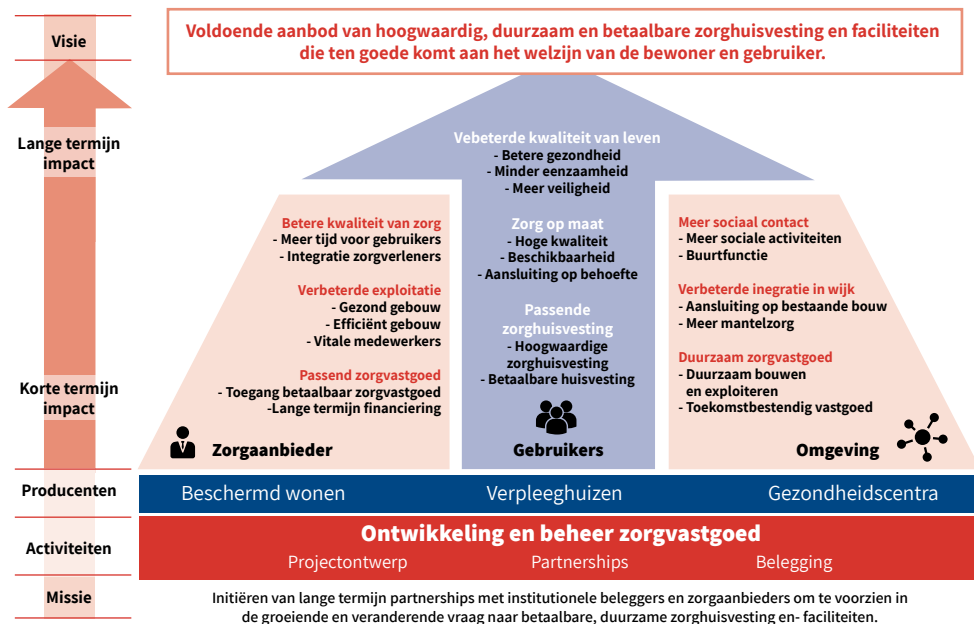 Visie
Voldoende aanbod van hoogwaardig, duurzaam en betaalbare zorghuisvesting en faciliteiten
die ten goede komt aan het welzijn van de bewoner en gebruiker.
Lange termijn
impact
Korte termijn
impact
Betere kwaliteit van zorg
- Meer tijd voor gebruikers
- Integratie zorgverleners
Verbeterde exploitatie
- Gezond gebouw
- Efficiënt gebouw
- Vitale medewerkers
Passend zorgvastgoed
- Toegang betaalbaar zorgvastgoed
-Lange termijn financiering
Zorgaanbieder
Vebeterde kwaliteit van leven
- Betere gezondheid
- Minder eenzaamheid
- Meer veiligheid
Zorg op maat
- Hoge kwaliteit
- Beschikbaarheid
- Aansluiting op behoefte
Passende
zorghuisvesting
- Hoogwaardige
zorghuisvesting
- Betaalbare huisvesting
Gebruikers
Meer sociaal contact
- Meer sociale activiteiten
- Buurtfunctie
Verbeterde inegratie in wijk
- Aansluiting op bestaande bouw
- Meer mantelzorg
Duurzaam zorgvastgoed
- Duurzaam bouwen
en exploiteren
- Toekomstbestendig vastgoed
Omgeving
Producenten
Beschermd wonen
Verpleeghuizen
Gezondheidscentra
Activiteiten
Ontwikkeling en beheer zorgvastgoed
Projectontwerp
Partnerships
Belegging
Missie
Initiëren van lange termijn partnerships met institutionele beleggers en zorgaanbieders om te voorzien in
de groeiende en veranderende vraag naar betaalbare, duurzame zorghuisvesting en- faciliteiten.